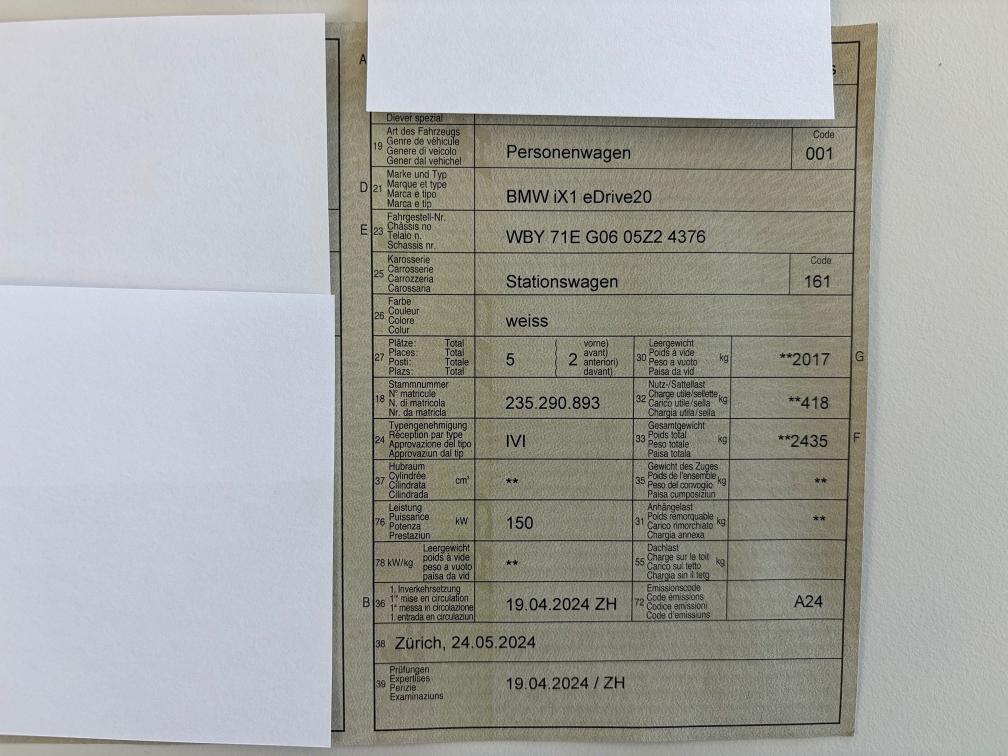 A
Diever spezial
19 Art des Fahrzeugs
Genre de véhicule
Genere di veicolo
Gener dal vehichel
Personenwagen
Code
001
D 21 Marke und Typ
Marque et type
Marca e tipo
Marca e tip
BMW iX1 eDrive20
E 23 Fahrgestell-Nr.
Châssis no
Telaio n.
Schassis nr.
WBY 71E G06 05Z2 4376
25 Karosserie
Carrosserie
Carrozzeria
Carossaria
Stationswagen
Code
161
26 Farbe
Couleur
Colore
Colur
weiss
27 Plätze: Total
Places: Total
Posti: Totale
Plazs: Total
5 ( 2 vorne)
avant)
anteriori)
davant)
30 Leergewicht
Poids à vide
Peso a vuoto
Paisa da vid
kg
**2017 G
18 Stammnummer
N° matricule
N. di matricola
Nr. da matricla
235.290.893
32 Nutz-/Sattellast
Charge utile/sellette
Carico utile/sella
Chargia utila/sella
kg
**418
24 Typengenehmigung
Réception par type
Approvazione del tipo
Approvaziun dal tip
IVI
33 Gesamtgewicht
Poids total
Peso totale
Paisa totala
kg
**2435 F
37 Hubraum
Cylindrée
Cilindrata
Cilindrada
cm³
**
35 Gewicht des Zuges
Poids de l'ensemble
Peso del convoglio
Paisa cumposiziun
kg
**
76 Leistung
Puissance
Potenza
Prestaziun
kW
150
31 Anhängelast
Poids remorquable
Carico rimorchiato
Chargia annexa
kg
**
78 kW/kg Leergewicht
poids à vide
peso a vuoto
paisa da vid
**
55 Dachlast
Charge sur le toit
Carico sul tetto
Chargia sin il tetg
kg
B 36 1. Inverkehrsetzung
1re mise en circulation
1a messa in circolazione
1. entrada en circulaziun
19.04.2024 ZH
72 Emissionscode
Code émissions
Codice emissioni
Code d'emissiuns
A24
38 Zürich, 24.05.2024
39 Prüfungen
Expertises
Perizie
Examinaziuns
19.04.2024 / ZH